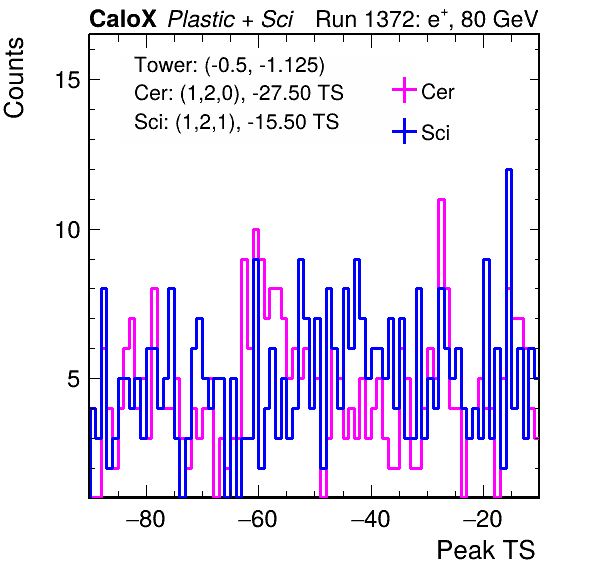 CaloX Plastic + Sci Run 1372: e⁺, 80 GeV
Counts
Tower: (-0.5, -1.125)
Cer: (1,2,0), -27.50 TS
Sci: (1,2,1), -15.50 TS
Cer
Sci
15
10
5
−80 −60 −40 −20
Peak TS